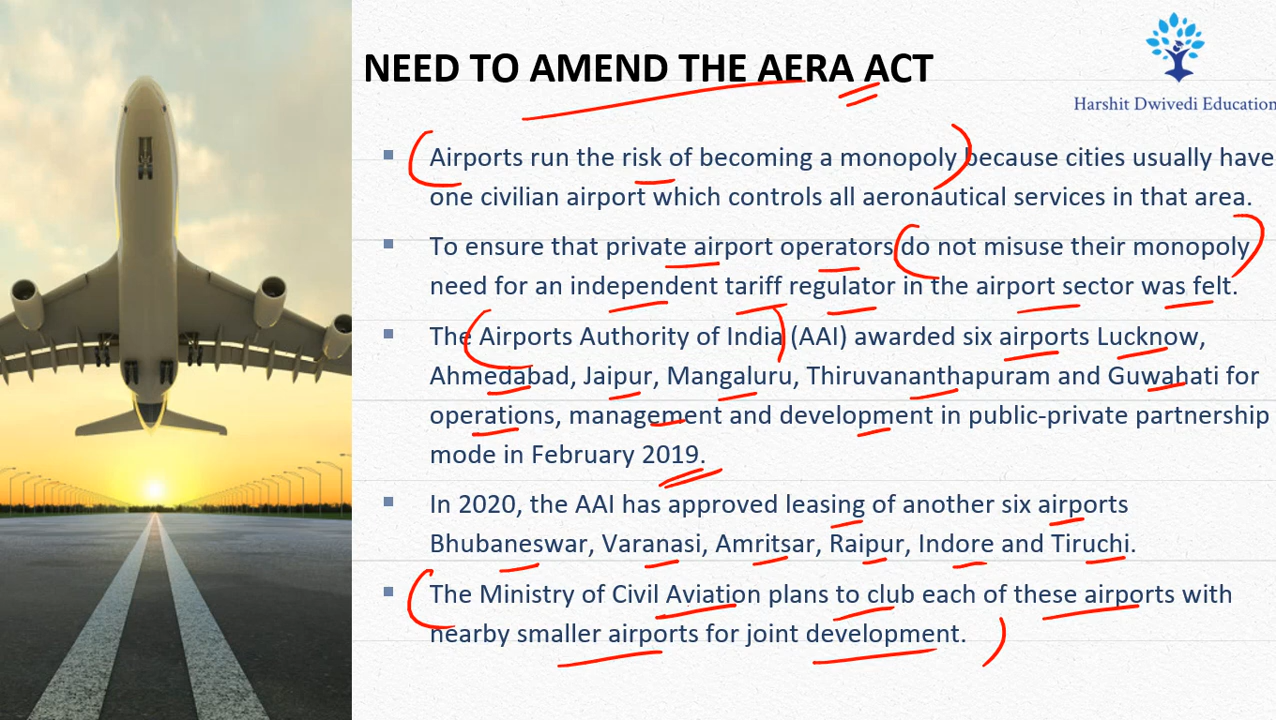 NEED TO AMEND THE AERA ACT
Harshit Dwivedi Education
Airports run the risk of becoming a monopoly because cities usually have
one civilian airport which controls all aeronautical services in that area.
To ensure that private airport operators do not misuse their monopoly
need for an independent tariff regulator in the airport sector was felt.
The Airports Authority of India (AAI) awarded six airports Lucknow,
Ahmedabad, Jaipur, Mangaluru, Thiruvananthapuram and Guwahati for
operations, management and development in public-private partnership
mode in February 2019.
In 2020, the AAI has approved leasing of another six airports
Bhubaneswar, Varanasi, Amritsar, Raipur, Indore and Tiruchi.
The Ministry of Civil Aviation plans to club each of these airports with
nearby smaller airports for joint development.